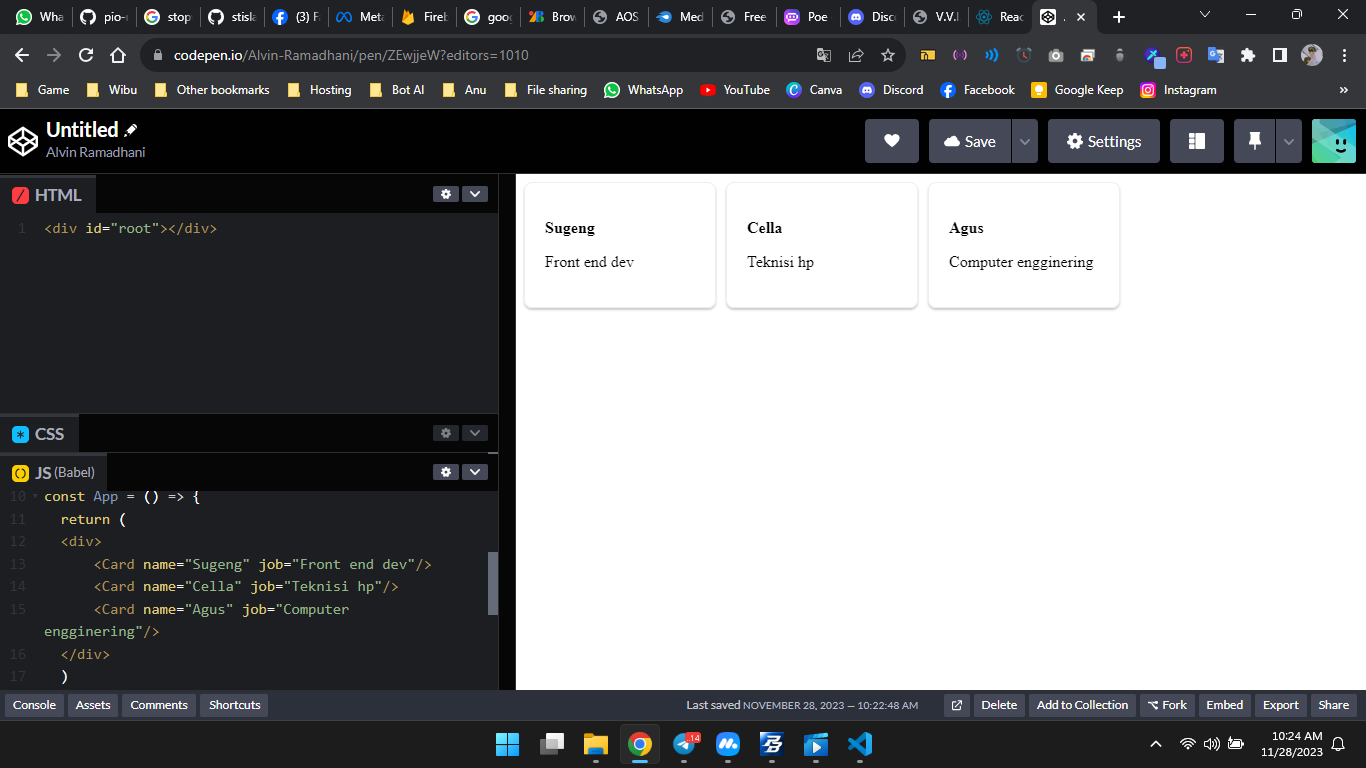 Wha
pio-
stop
stisla
(3) Fa
Meta
Fireb
goog
Brow
AOS
Med
Free
Poe
Disco
V.V.I
Reac
codepen.io/Alvin-Ramadhani/pen/ZEwjjeW?editors=1010
Game
Wibu
Other bookmarks
Hosting
Bot AI
Anu
File sharing
WhatsApp
YouTube
Canva
Discord
Facebook
Google Keep
Instagram
»
Untitled
Alvin Ramadhani
Save
Settings
HTML
1 <div id="root"></div>
CSS
JS (Babel)
10 const App = () => {
11 return (
12 <div>
13 <Card name="Sugeng" job="Front end dev"/>
14 <Card name="Cella" job="Teknisi hp"/>
15 <Card name="Agus" job="Computer
engginering"/>
16 </div>
17 )
Sugeng
Front end dev
Cella
Teknisi hp
Agus
Computer engginering
Console
Assets
Comments
Shortcuts
Last saved NOVEMBER 28, 2023 — 10:22:48 AM
Delete
Add to Collection
Fork
Embed
Export
Share
14
10:24 AM
11/28/2023